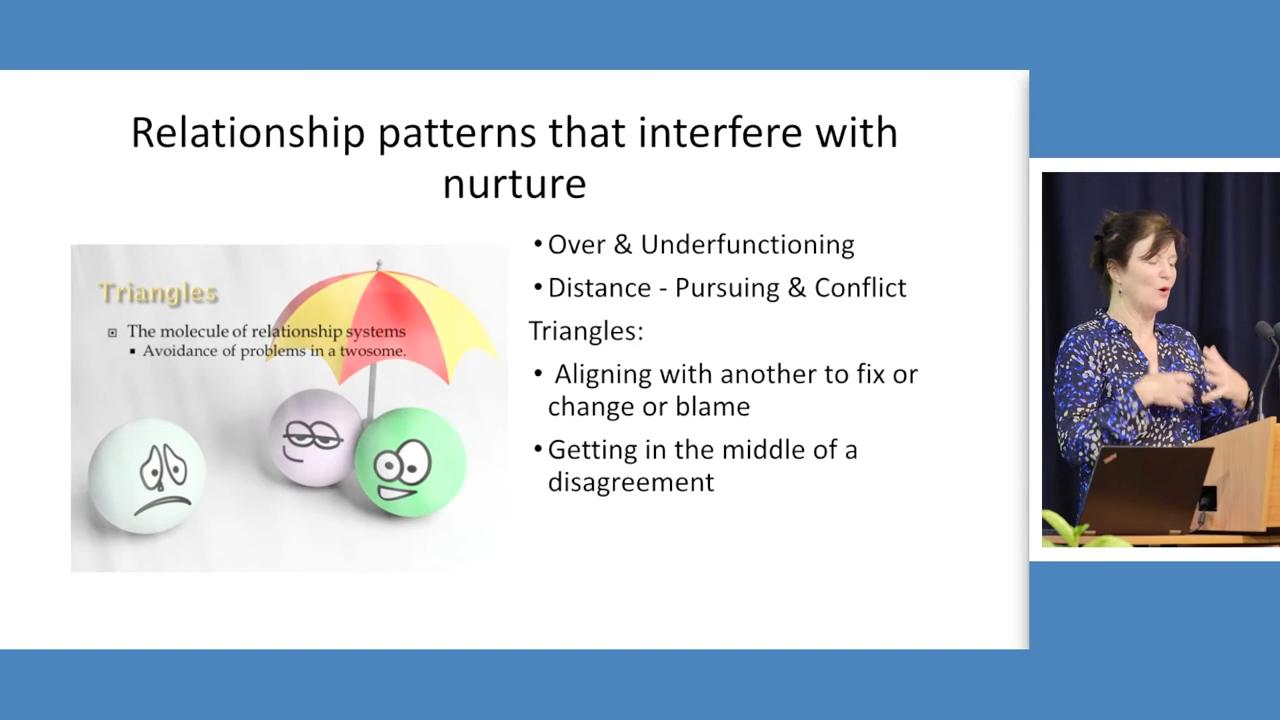 Relationship patterns that interfere with
nurture
Triangles
The molecule of relationship systems
Avoidance of problems in a twosome.
• Over & Underfunctioning
• Distance - Pursuing & Conflict
Triangles:
• Aligning with another to fix or
change or blame
• Getting in the middle of a
disagreement